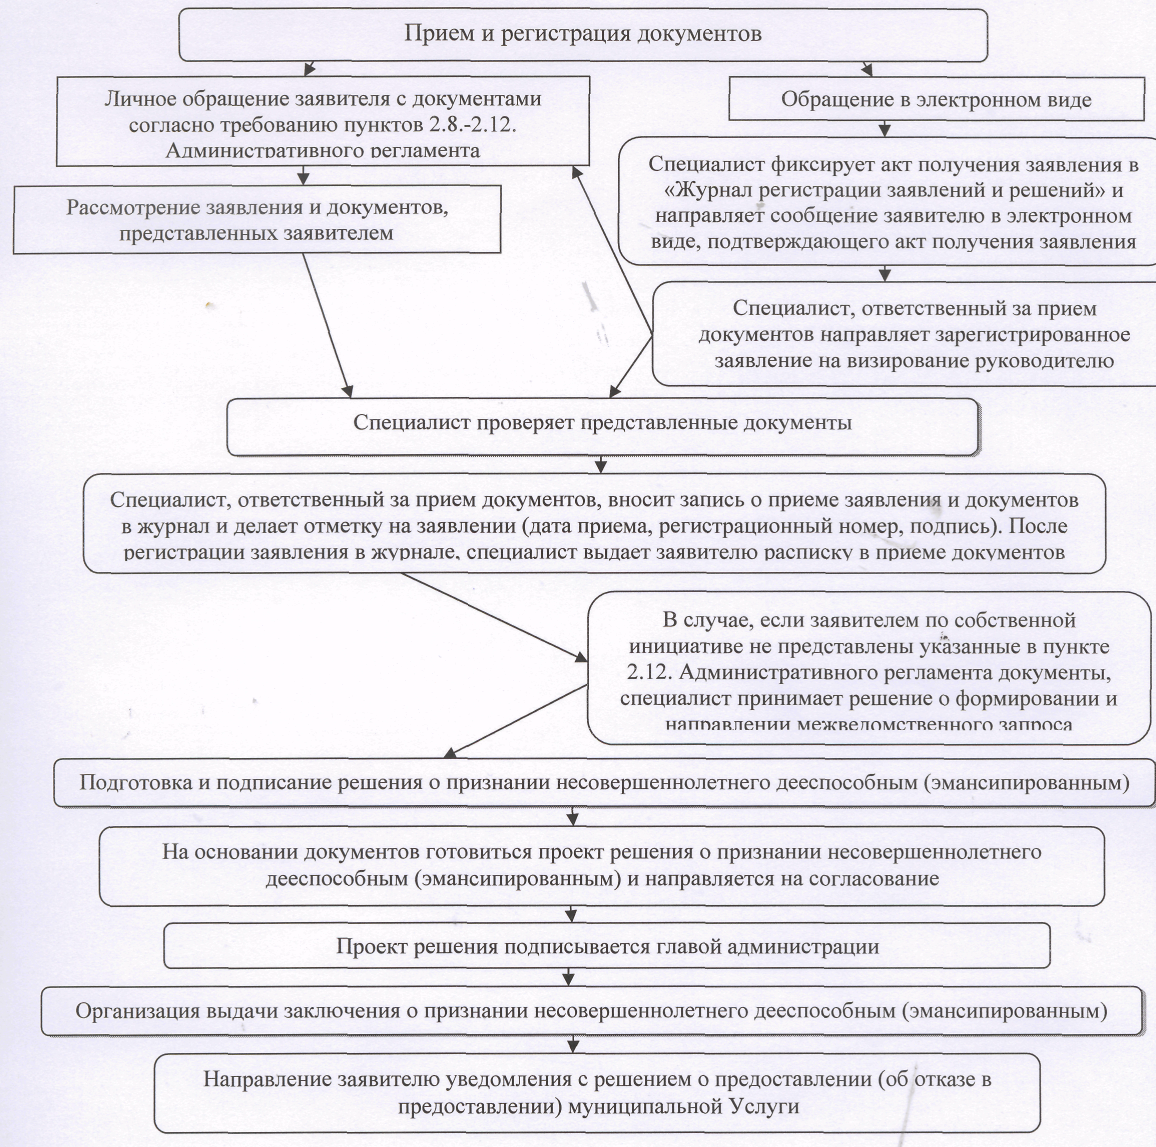 Прием и регистрация документов
Личное обращение заявителя с документами
согласно требованию пунктов 2.8.-2.12.
Административного регламента
Обращение в электронном виде
Рассмотрение заявления и документов,
представленных заявителем
Специалист фиксирует акт получения заявления в
«Журнал регистрации заявлений и решений» и
направляет сообщение заявителю в электронном
виде, подтверждающего акт получения заявления
Специалист, ответственный за прием
документов направляет зарегистрированное
заявление на визирование руководителю
Специалист проверяет представленные документы
Специалист, ответственный за прием документов, вносит запись о приеме заявления и документов
в журнал и делает отметку на заявлении (дата приема, регистрационный номер, подпись). После
регистрации заявления в журнале, специалист выдает заявителю расписку в приеме документов
В случае, если заявителем по собственной
инициативе не представлены указанные в пункте
2.12. Административного регламента документы,
специалист принимает решение о формировании и
направлении межведомственного запроса
Подготовка и подписание решения о признании несовершеннолетнего дееспособным (эмансипированным)
На основании документов готовиться проект решения о признании несовершеннолетнего
дееспособным (эмансипированным) и направляется на согласование
Проект решения подписывается главой администрации
Организация выдачи заключения о признании несовершеннолетнего дееспособным (эмансипированным)
Направление заявителю уведомления с решением о предоставлении (об отказе в
предоставлении) муниципальной Услуги